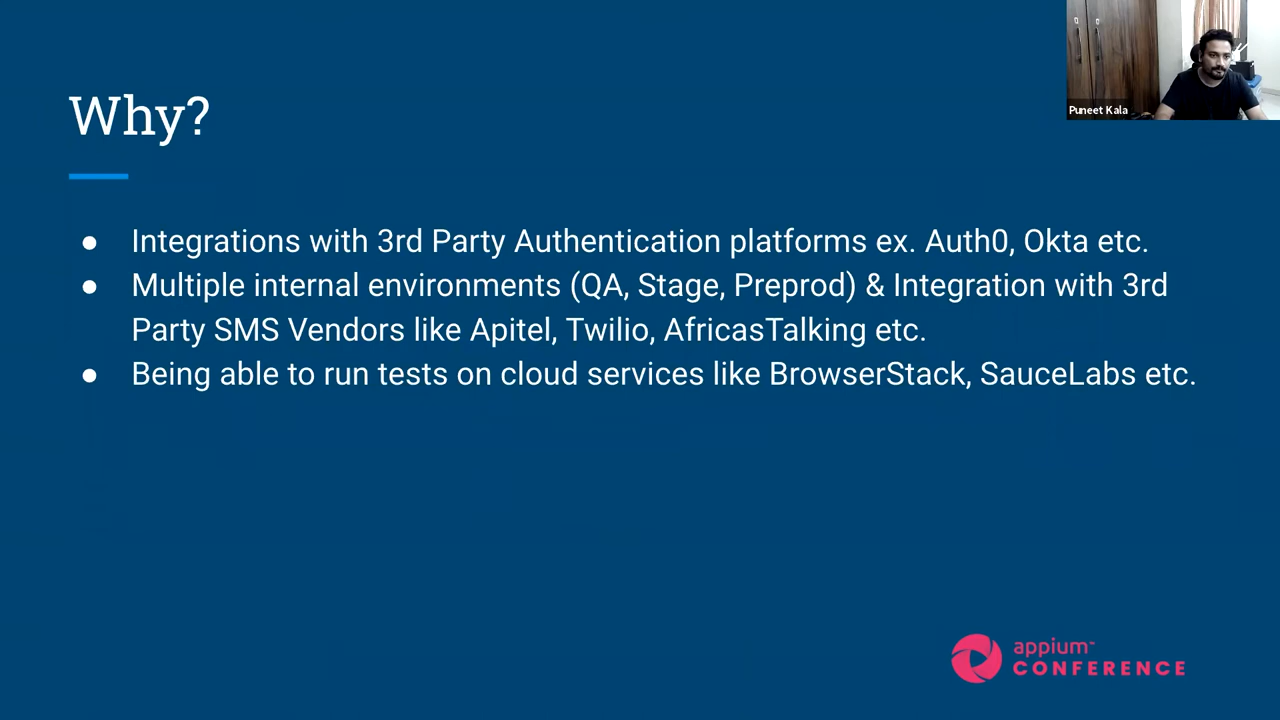 Puneet Kala
Why?
● Integrations with 3rd Party Authentication platforms ex. Auth0, Okta etc.
● Multiple internal environments (QA, Stage, Preprod) & Integration with 3rd
Party SMS Vendors like Apitel, Twilio, AfricasTalking etc.
● Being able to run tests on cloud services like BrowserStack, SauceLabs etc.
appium™
CONFERENCE